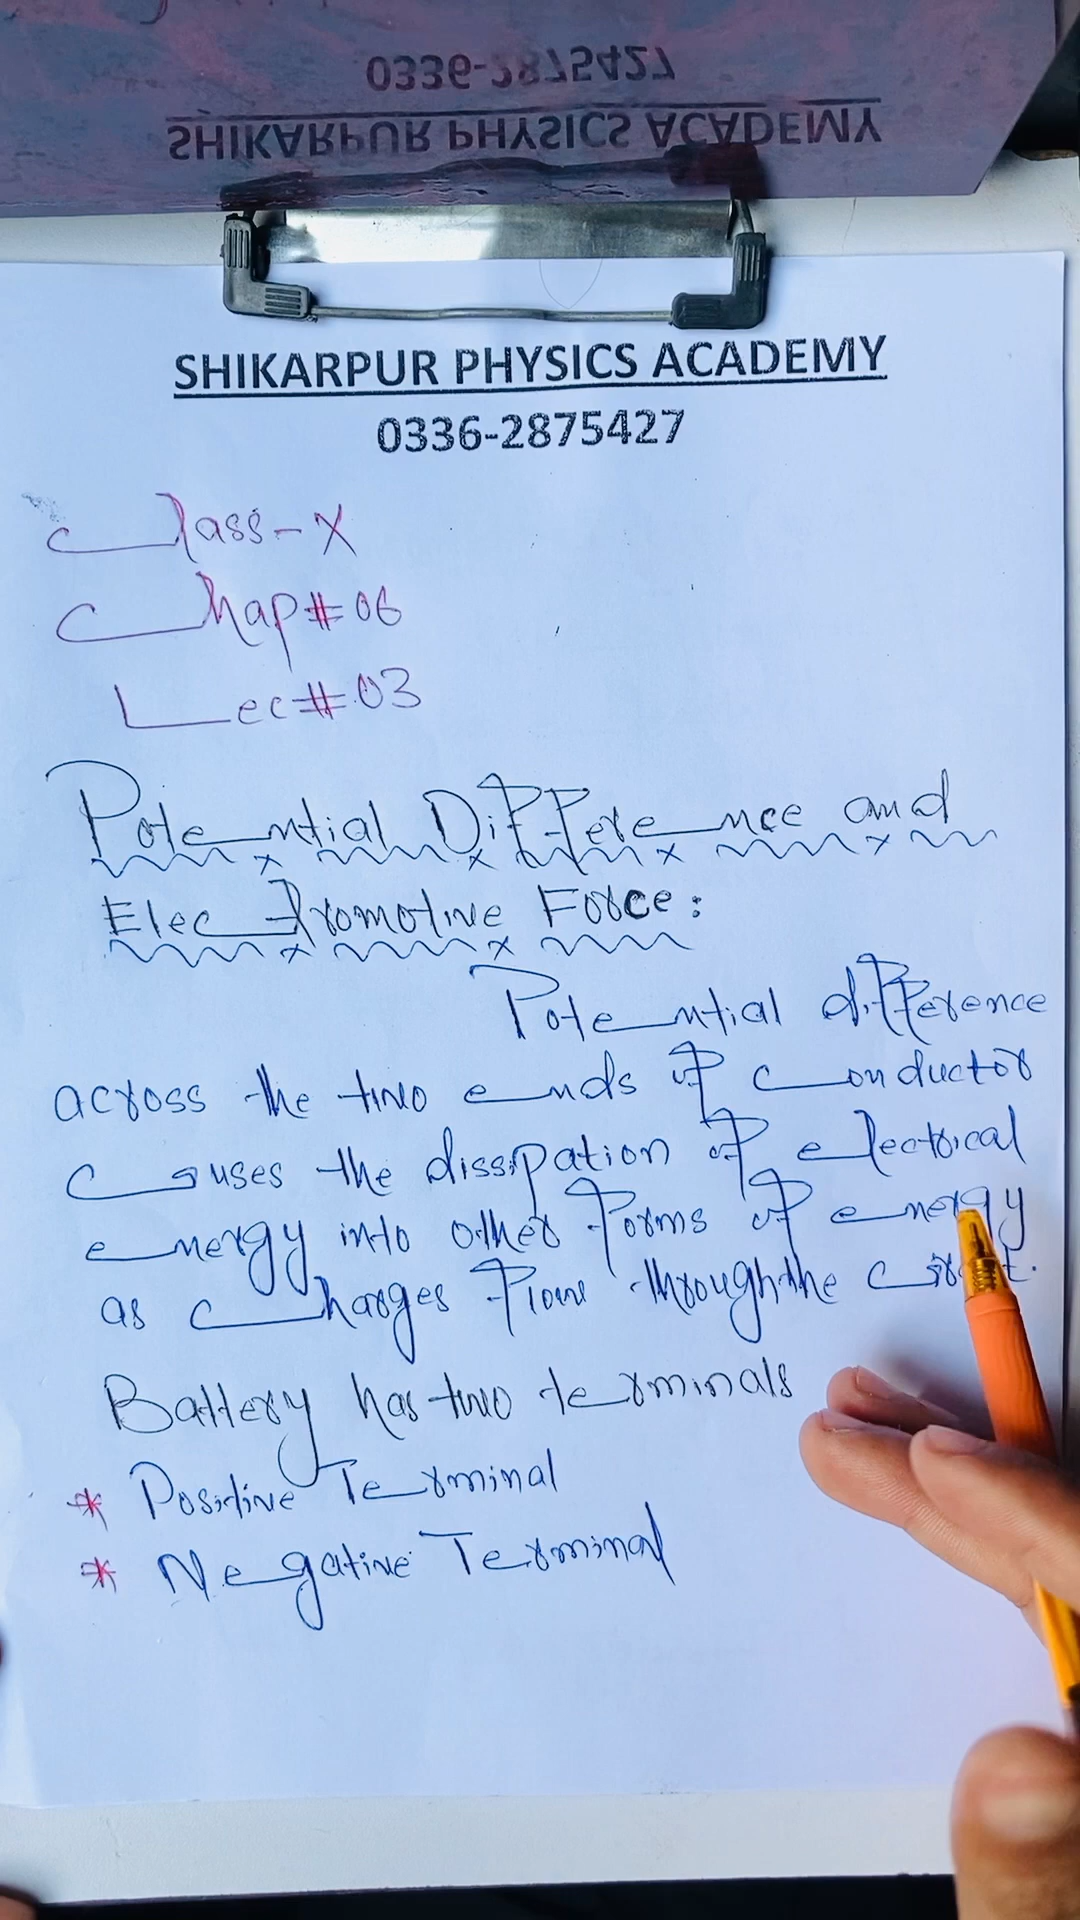 0336-2875427
SHIKARPUR PHYSICS ACADEMY
SHIKARPUR PHYSICS ACADEMY
0336-2875427
Class-X
Chap#06
Lec#03
Potential Difference and
Electromotive Force:
Potential difference
across the two ends of conductor
causes the dissipation of electrical
energy into other forms of energy
as charges flow through the
Battery has two terminals
* Positive Terminal
* Negative Terminal